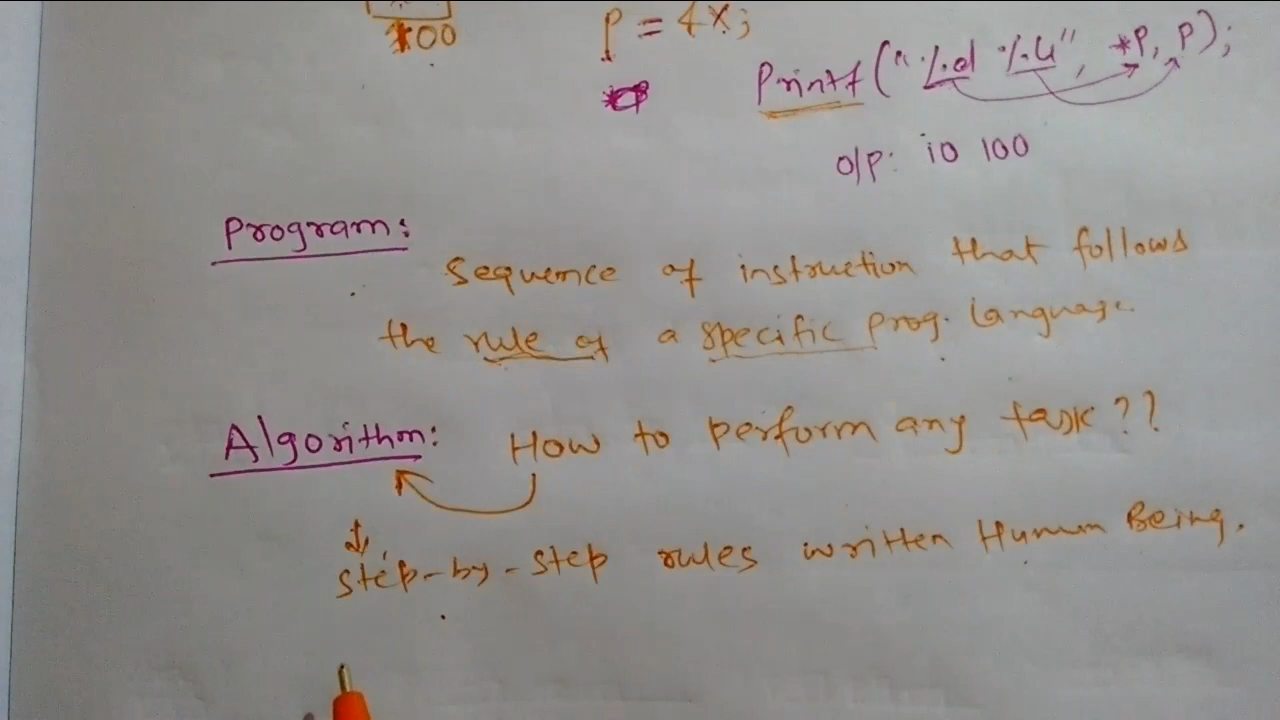 100
P = &x;
Printf("%d %u", *P, P);
O/P: 10 100
Program:
Sequence of instruction that follows
the rule of a specific prog. Language.
Algorithm: How to perform any task??
Step-by-step rules written Human Being.